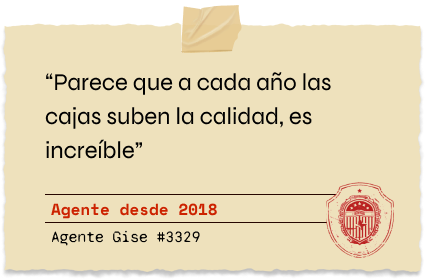 “Parece que a cada año las
cajas suben la calidad, es
increíble”
Agente desde 2018
Agente Gise #3329